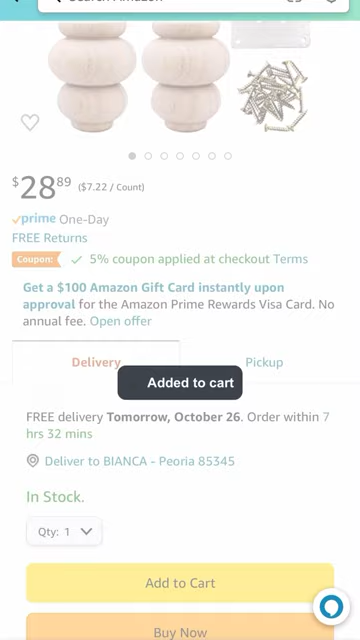 $28 89 ($7.22 / Count)
prime One-Day
FREE Returns
Coupon: 5% coupon applied at checkout Terms
Get a $100 Amazon Gift Card instantly upon
approval for the Amazon Prime Rewards Visa Card. No
annual fee. Open offer
Delivery Pickup
Added to cart
FREE delivery Tomorrow, October 26. Order within 7
hrs 32 mins
Deliver to BIANCA - Peoria 85345
In Stock.
Qty: 1
Add to Cart
Buy Now